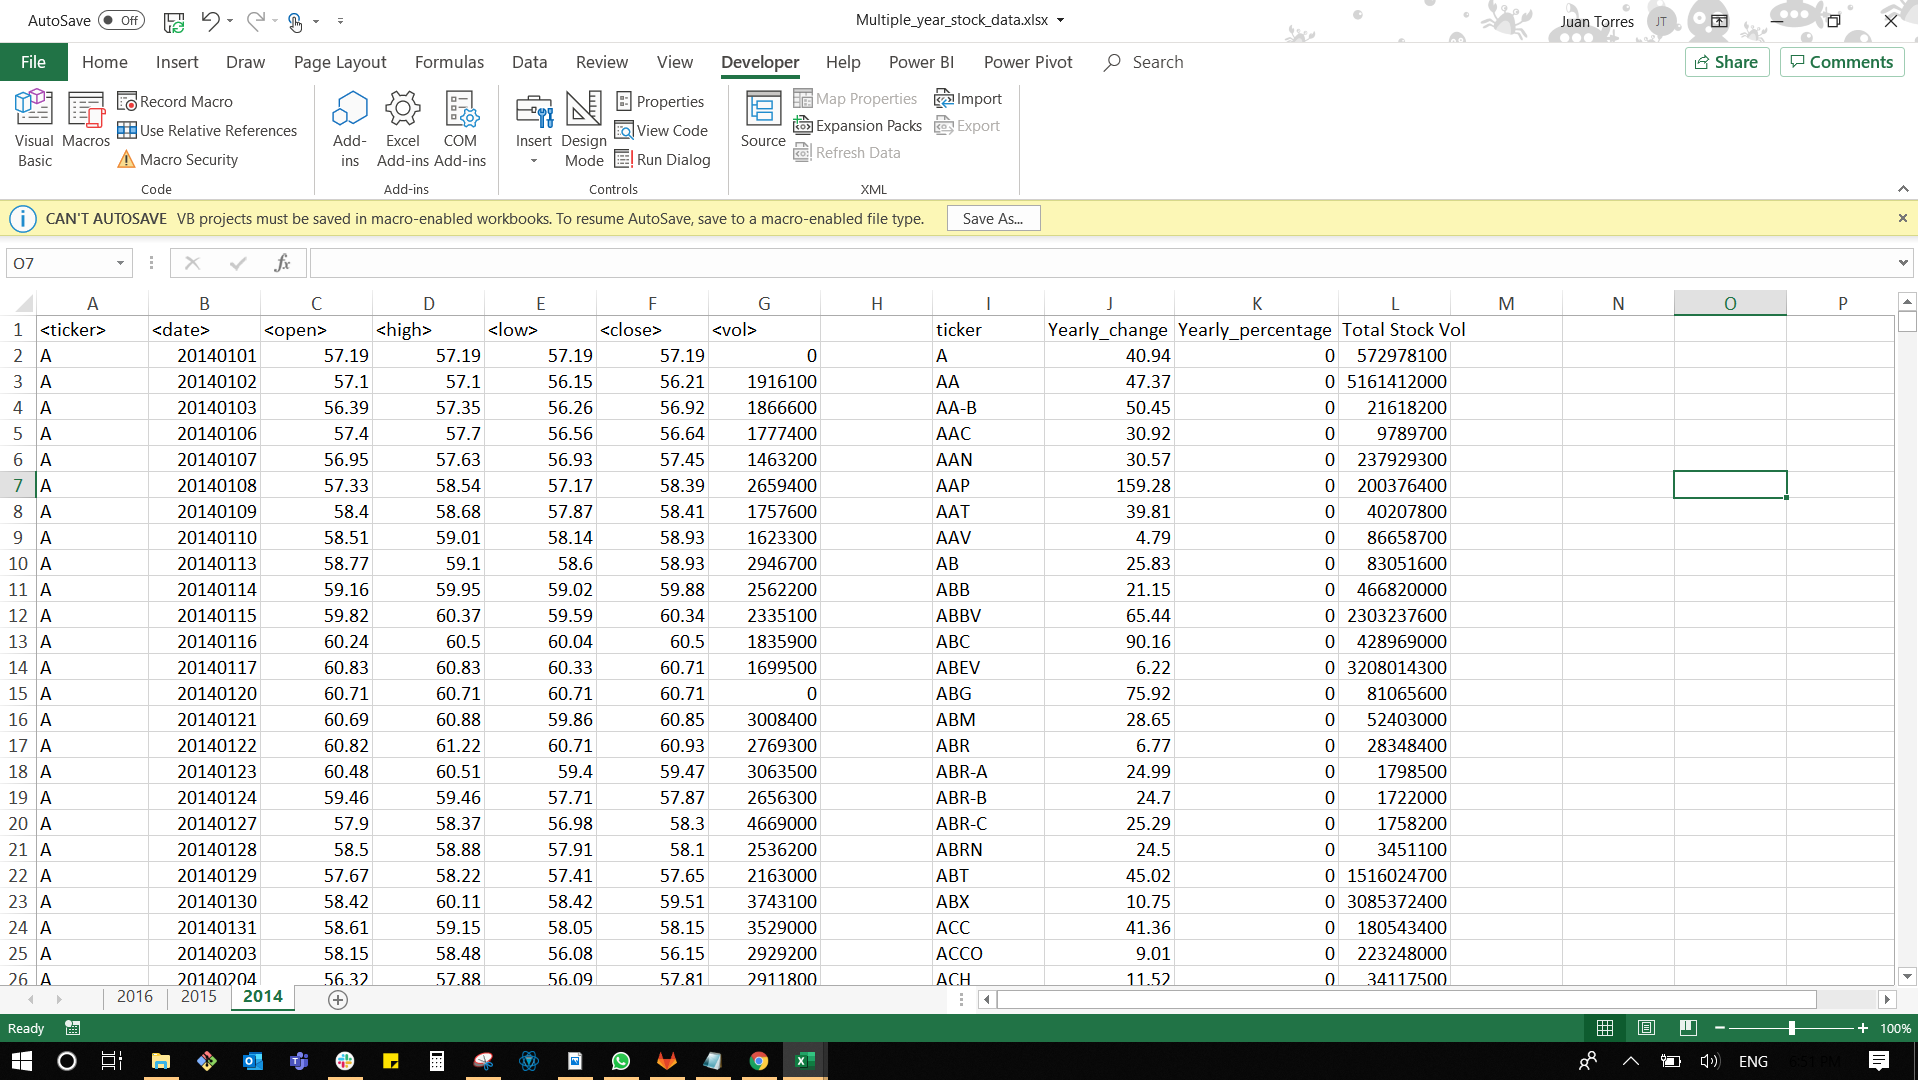 AutoSave Off Multiple_year_stock_data.xlsx Juan Torres JT
File Home Insert Draw Page Layout Formulas Data Review View Developer Help Power BI Power Pivot Search Share Comments
Visual Basic
Macros
Record Macro
Use Relative References
Macro Security
Code
Add-ins
Excel Add-ins
COM Add-ins
Add-ins
Insert
Design Mode
Properties
View Code
Run Dialog
Controls
Source
Map Properties
Expansion Packs
Refresh Data
Import
Export
XML
CAN'T AUTOSAVE VB projects must be saved in macro-enabled workbooks. To resume AutoSave, save to a macro-enabled file type. Save As...
O7 fx
A B C D E F G H I J K L M N O P
1 <ticker> <date> <open> <high> <low> <close> <vol> ticker Yearly_change Yearly_percentage Total Stock Vol
2 A 20140101 57.19 57.19 57.19 57.19 0 A 40.94 0 572978100
3 A 20140102 57.1 57.1 56.15 56.21 1916100 AA 47.37 0 5161412000
4 A 20140103 56.39 57.35 56.26 56.92 1866600 AA-B 50.45 0 21618200
5 A 20140106 57.4 57.7 56.56 56.64 1777400 AAC 30.92 0 9789700
6 A 20140107 56.95 57.63 56.93 57.45 1463200 AAN 30.57 0 237929300
7 A 20140108 57.33 58.54 57.17 58.39 2659400 AAP 159.28 0 200376400
8 A 20140109 58.4 58.68 57.87 58.41 1757600 AAT 39.81 0 40207800
9 A 20140110 58.51 59.01 58.14 58.93 1623300 AAV 4.79 0 86658700
10 A 20140113 58.77 59.1 58.6 58.93 2946700 AB 25.83 0 83051600
11 A 20140114 59.16 59.95 59.02 59.88 2562200 ABB 21.15 0 466820000
12 A 20140115 59.82 60.37 59.59 60.34 2335100 ABBV 65.44 0 2303237600
13 A 20140116 60.24 60.5 60.04 60.5 1835900 ABC 90.16 0 428969000
14 A 20140117 60.83 60.83 60.33 60.71 1699500 ABEV 6.22 0 3208014300
15 A 20140120 60.71 60.71 60.71 60.71 0 ABG 75.92 0 81065600
16 A 20140121 60.69 60.88 59.86 60.85 3008400 ABM 28.65 0 52403000
17 A 20140122 60.82 61.22 60.71 60.93 2769300 ABR 6.77 0 28348400
18 A 20140123 60.48 60.51 59.4 59.47 3063500 ABR-A 24.99 0 1798500
19 A 20140124 59.46 59.46 57.71 57.87 2656300 ABR-B 24.7 0 1722000
20 A 20140127 57.9 58.37 56.98 58.3 4669000 ABR-C 25.29 0 1758200
21 A 20140128 58.5 58.88 57.91 58.1 2536200 ABRN 24.5 0 3451100
22 A 20140129 57.67 58.22 57.41 57.65 2163000 ABT 45.02 0 1516024700
23 A 20140130 58.42 60.11 58.42 59.51 3743100 ABX 10.75 0 3085372400
24 A 20140131 58.61 59.15 58.05 58.15 3529000 ACC 41.36 0 180543400
25 A 20140203 58.15 58.48 56.08 56.15 2929200 ACCO 9.01 0 223248000
26 A 20140204 56.32 57.88 56.09 57.81 2911800 ACH 11.52 0 34117500
2016 2015 2014
Ready 100%
ENG